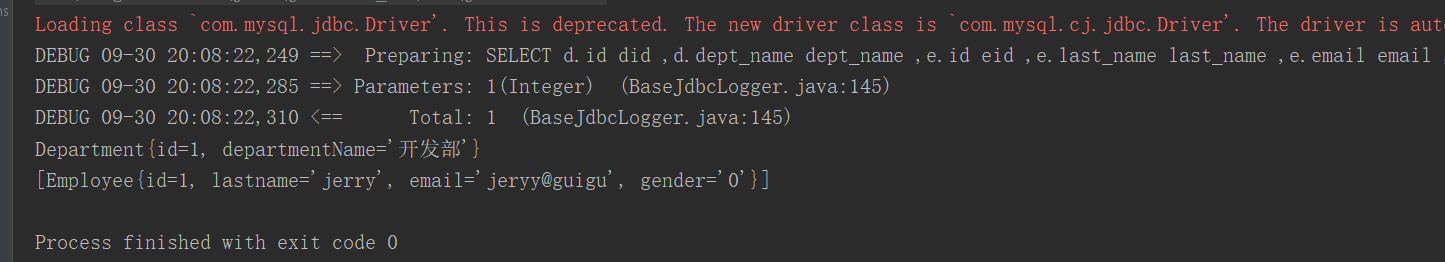 Loading class `com.mysql.jdbc.Driver'. This is deprecated. The new driver class is `com.mysql.cj.jdbc.Driver'. The driver is aut
DEBUG 09-30 20:08:22,249 ==>  Preparing: SELECT d.id did ,d.dept_name dept_name ,e.id eid ,e.last_name last_name ,e.email email ,
DEBUG 09-30 20:08:22,285 ==> Parameters: 1(Integer)  (BaseJdbcLogger.java:145)
DEBUG 09-30 20:08:22,310 <==      Total: 1  (BaseJdbcLogger.java:145)
Department{id=1, departmentName='开发部'}
[Employee{id=1, lastname='jerry', email='jeryy@guigu', gender='0'}]
Process finished with exit code 0